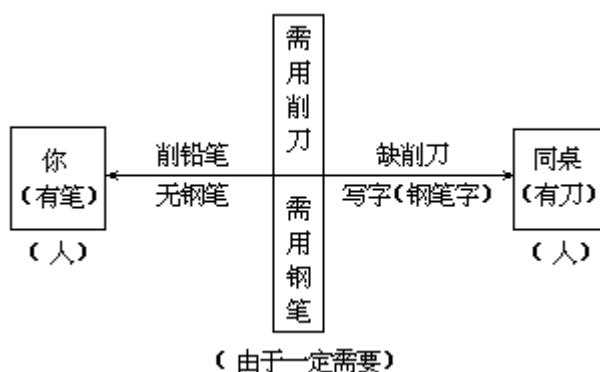 需用削刀
你
(有笔)
(人)
削铅笔
无钢笔
缺削刀
写字(钢笔字)
同桌
(有刀)
(人)
需用钢笔
(由于一定需要)